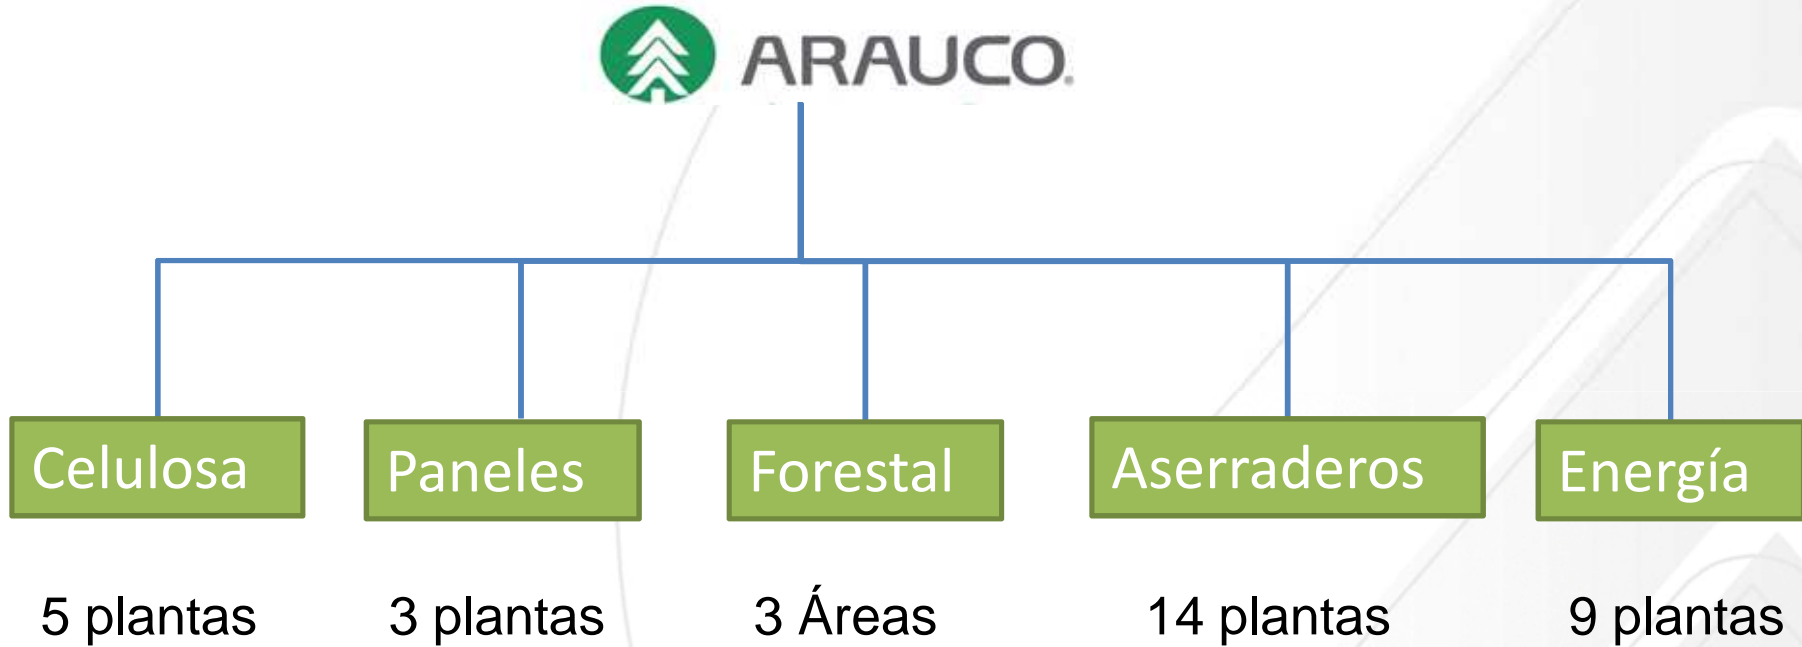 ARAUCO.
Celulosa
Paneles
Forestal
Aserraderos
Energía
5 plantas
3 plantas
3 Áreas
14 plantas
9 plantas